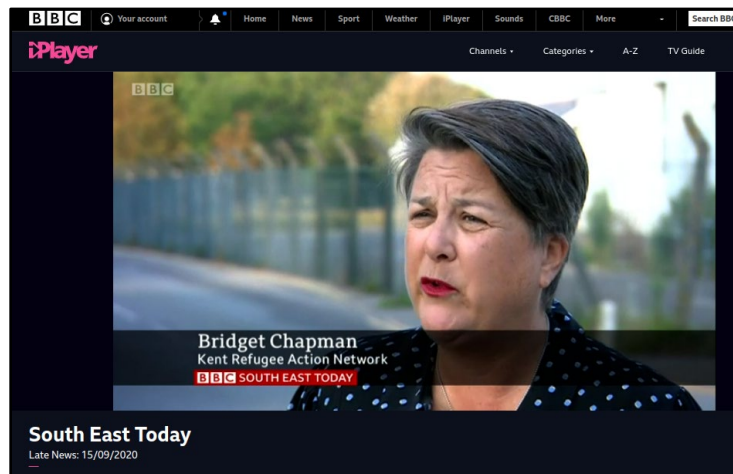 BBC Your account Home News Sport Weather iPlayer Sounds CBBC More Search BBC
iPlayer Channels Categories A-Z TV Guide
BBC
Bridget Chapman
Kent Refugee Action Network
BBC SOUTH EAST TODAY
South East Today
Late News: 15/09/2020